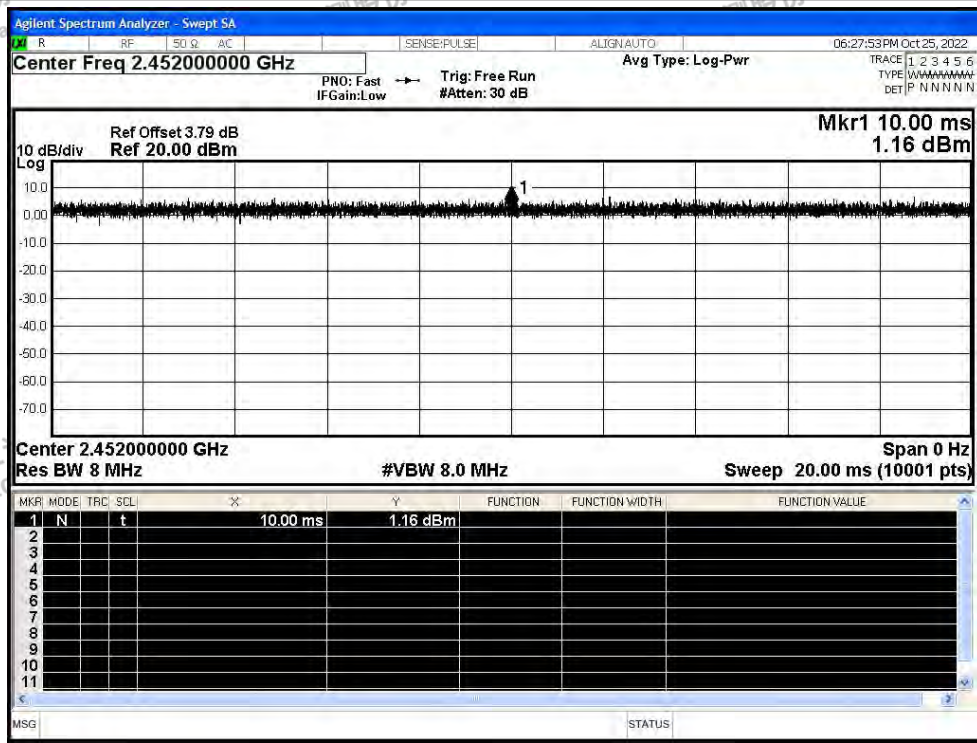 Agilent Spectrum Analyzer - Swept SA
R RF 50 Ω AC SENSE:PULSE ALIGN AUTO 06:27:53 PM Oct 25, 2022
Center Freq 2.452000000 GHz
PNO: Fast
IFGain:Low
Trig: Free Run
#Atten: 30 dB
Avg Type: Log-Pwr
TRACE 1 2 3 4 5 6
TYPE
DET P N N N N N
Mkr1 10.00 ms
1.16 dBm
Ref Offset 3.79 dB
10 dB/div Ref 20.00 dBm
Log
1
10.0
0.00
-10.0
-20.0
-30.0
-40.0
-50.0
-60.0
-70.0
Center 2.452000000 GHz Span 0 Hz
Res BW 8 MHz #VBW 8.0 MHz Sweep 20.00 ms (10001 pts)
MKR MODE TRC SCL X Y FUNCTION FUNCTION WIDTH FUNCTION VALUE
1 N t 10.00 ms 1.16 dBm
2
3
4
5
6
7
8
9
10
11
MSG STATUS